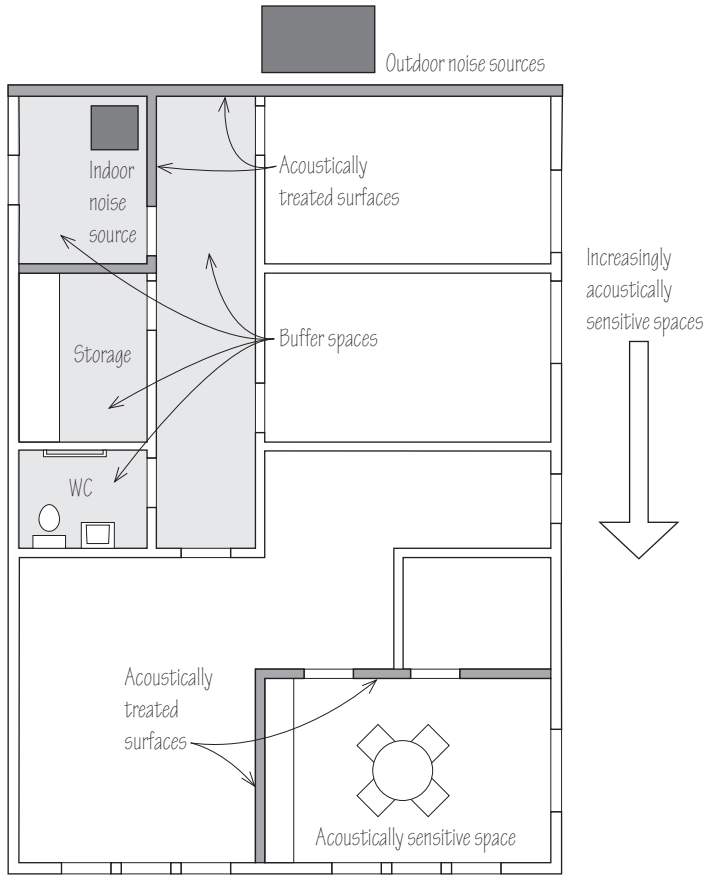 Outdoor noise sources
Indoor
noise
source
Acoustically
treated surfaces
Increasingly
acoustically
sensitive spaces
Buffer spaces
Storage
WC
Acoustically
treated
surfaces
Acoustically sensitive space